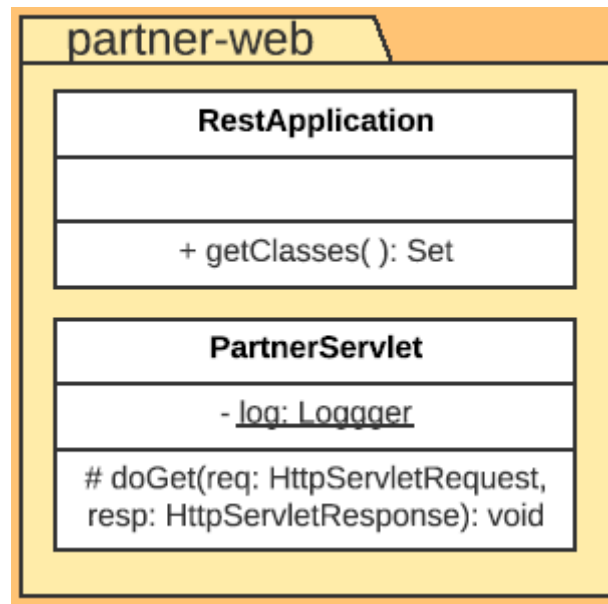 partner-web
RestApplication
+ getClasses( ): Set
PartnerServlet
- log: Loggger
# doGet(req: HttpServletRequest,
resp: HttpServletResponse): void